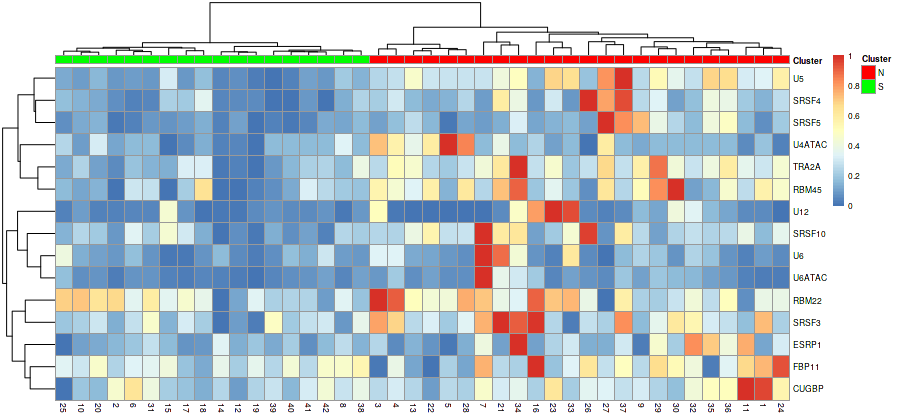 Cluster
1
0.8
0.6
0.4
0.2
0
Cluster
N
S
U5
SRSF4
SRSF5
U4ATAC
TRA2A
RBM45
U12
SRSF10
U6
U6ATAC
RBM22
SRSF3
ESRP1
FBP11
CUGBP
25 10 20 2 6 31 15 17 18 14 12 19 39 40 41 42 8 38 3 4 13 22 5 28 7 21 34 16 23 33 26 27 37 9 29 30 32 35 36 11 1 24